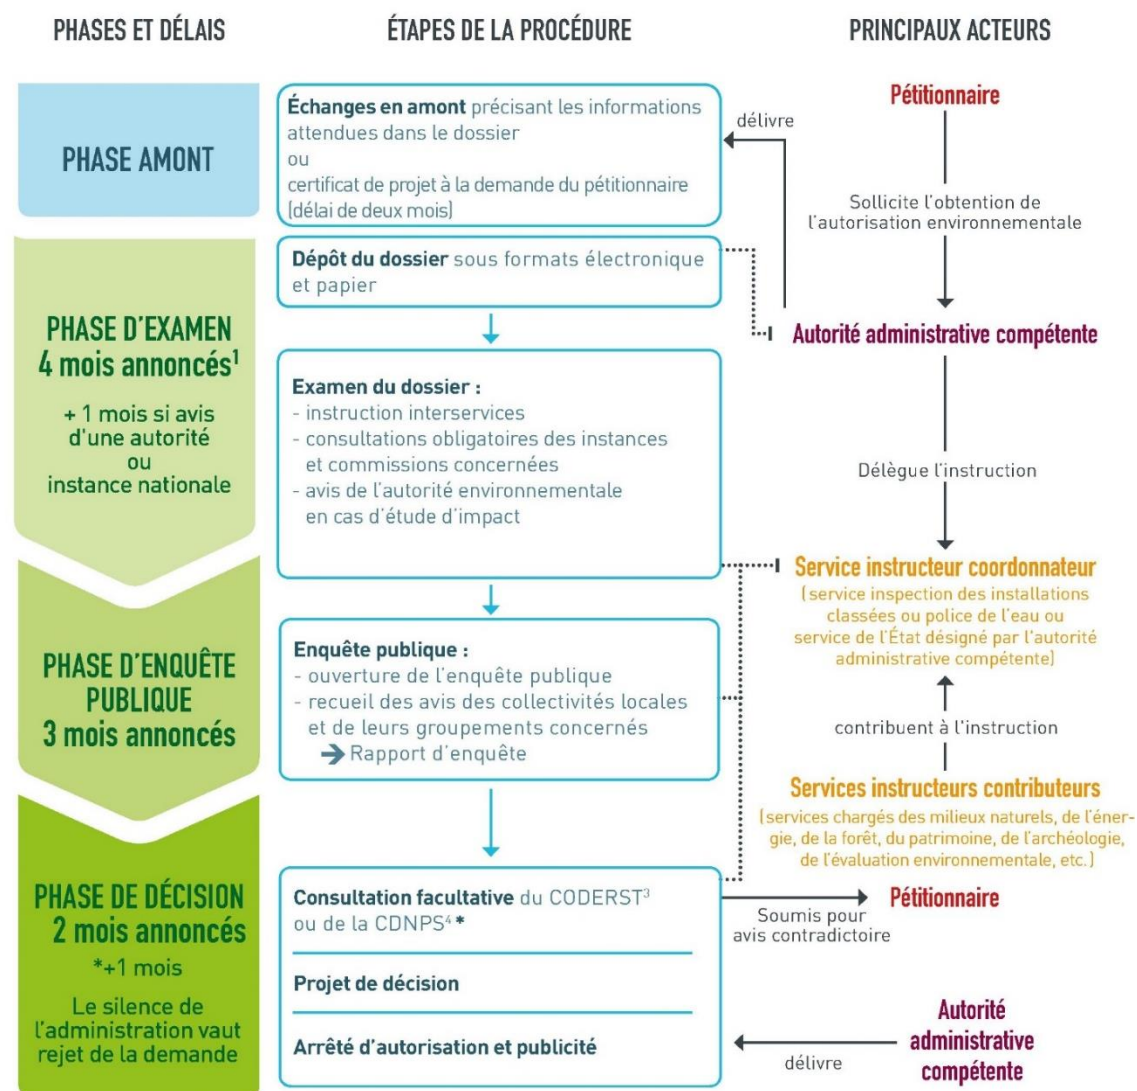 PHASES ET DÉLAIS
ÉTAPES DE LA PROCÉDURE
PRINCIPAUX ACTEURS
PHASE AMONT
Échanges en amont précisant les informations
attendues dans le dossier
ou
certificat de projet à la demande du pétitionnaire
(délai de deux mois)
délivre
Pétitionnaire
Sollicite l'obtention de
l'autorisation environnementale
PHASE D'EXAMEN
4 mois annoncés¹
+ 1 mois si avis
d'une autorité
ou
instance nationale
Dépôt du dossier sous formats électronique
et papier
Autorité administrative compétente
Examen du dossier :
- instruction interservices
- consultations obligatoires des instances
et commissions concernées
- avis de l'autorité environnementale
en cas d'étude d'impact
Délègue l'instruction
Service instructeur coordonnateur
(service inspection des installations
classées ou police de l'eau ou
service de l'État désigné par l'autorité
administrative compétente)
PHASE D'ENQUÊTE
PUBLIQUE
3 mois annoncés
Enquête publique :
- ouverture de l'enquête publique
- recueil des avis des collectivités locales
et de leurs groupements concernés
➔ Rapport d'enquête
contribuent à l'instruction
Services instructeurs contributeurs
(services chargés des milieux naturels, de l'éner-
gie, de la forêt, du patrimoine, de l'archéologie,
de l'évaluation environnementale, etc.)
PHASE DE DÉCISION
2 mois annoncés
*+1 mois
Le silence de
l'administration vaut
rejet de la demande
Consultation facultative du CODERST³
ou de la CDNPS⁴ *
Projet de décision
Arrêté d'autorisation et publicité
Soumis pour
avis contradictoire
Pétitionnaire
délivre
Autorité
administrative
compétente